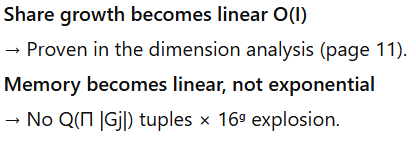 Share growth becomes linear O(I)
→ Proven in the dimension analysis (page 11).
Memory becomes linear, not exponential
→ No Q(Π |Gj|) tuples × 16ᵍ explosion.